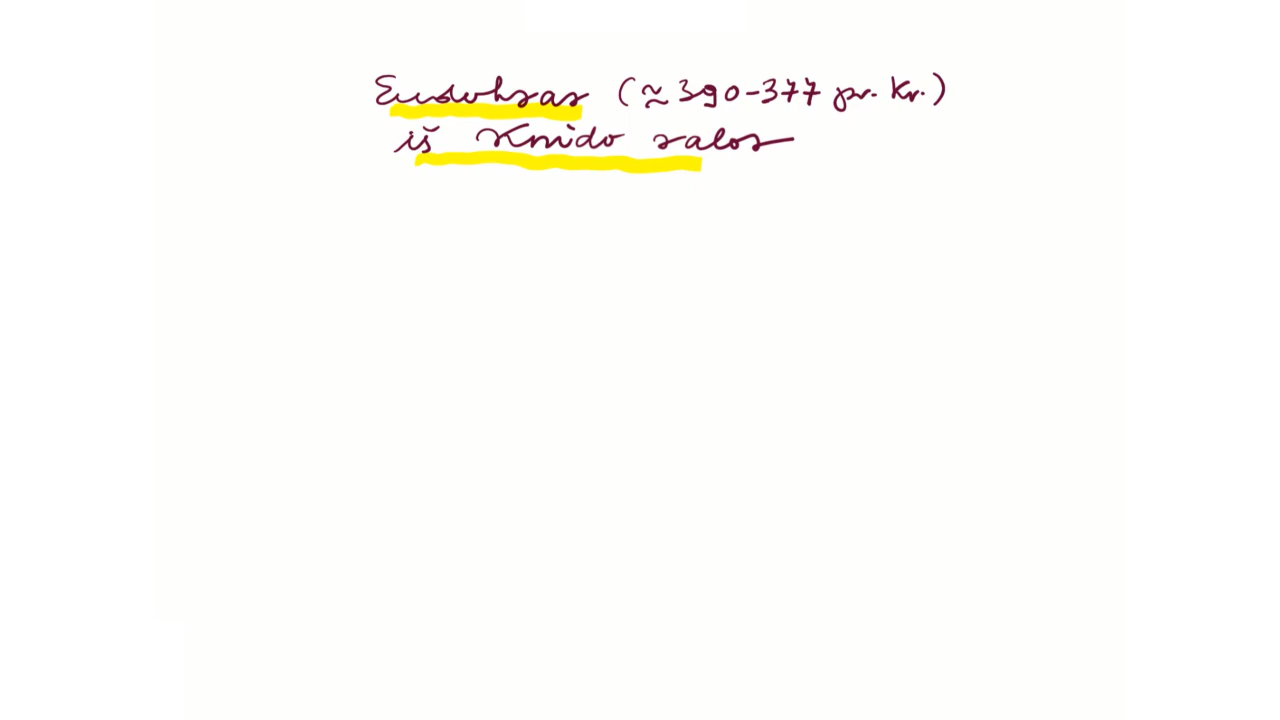 Eudoksas (≈390-377 pr. Kr.)
iš Knido salos